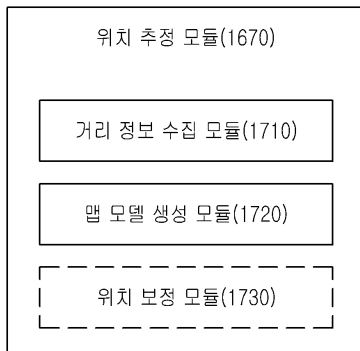 위치 추정 모듈(1670)
거리 정보 수집 모듈(1710)
맵 모델 생성 모듈(1720)
위치 보정 모듈(1730)